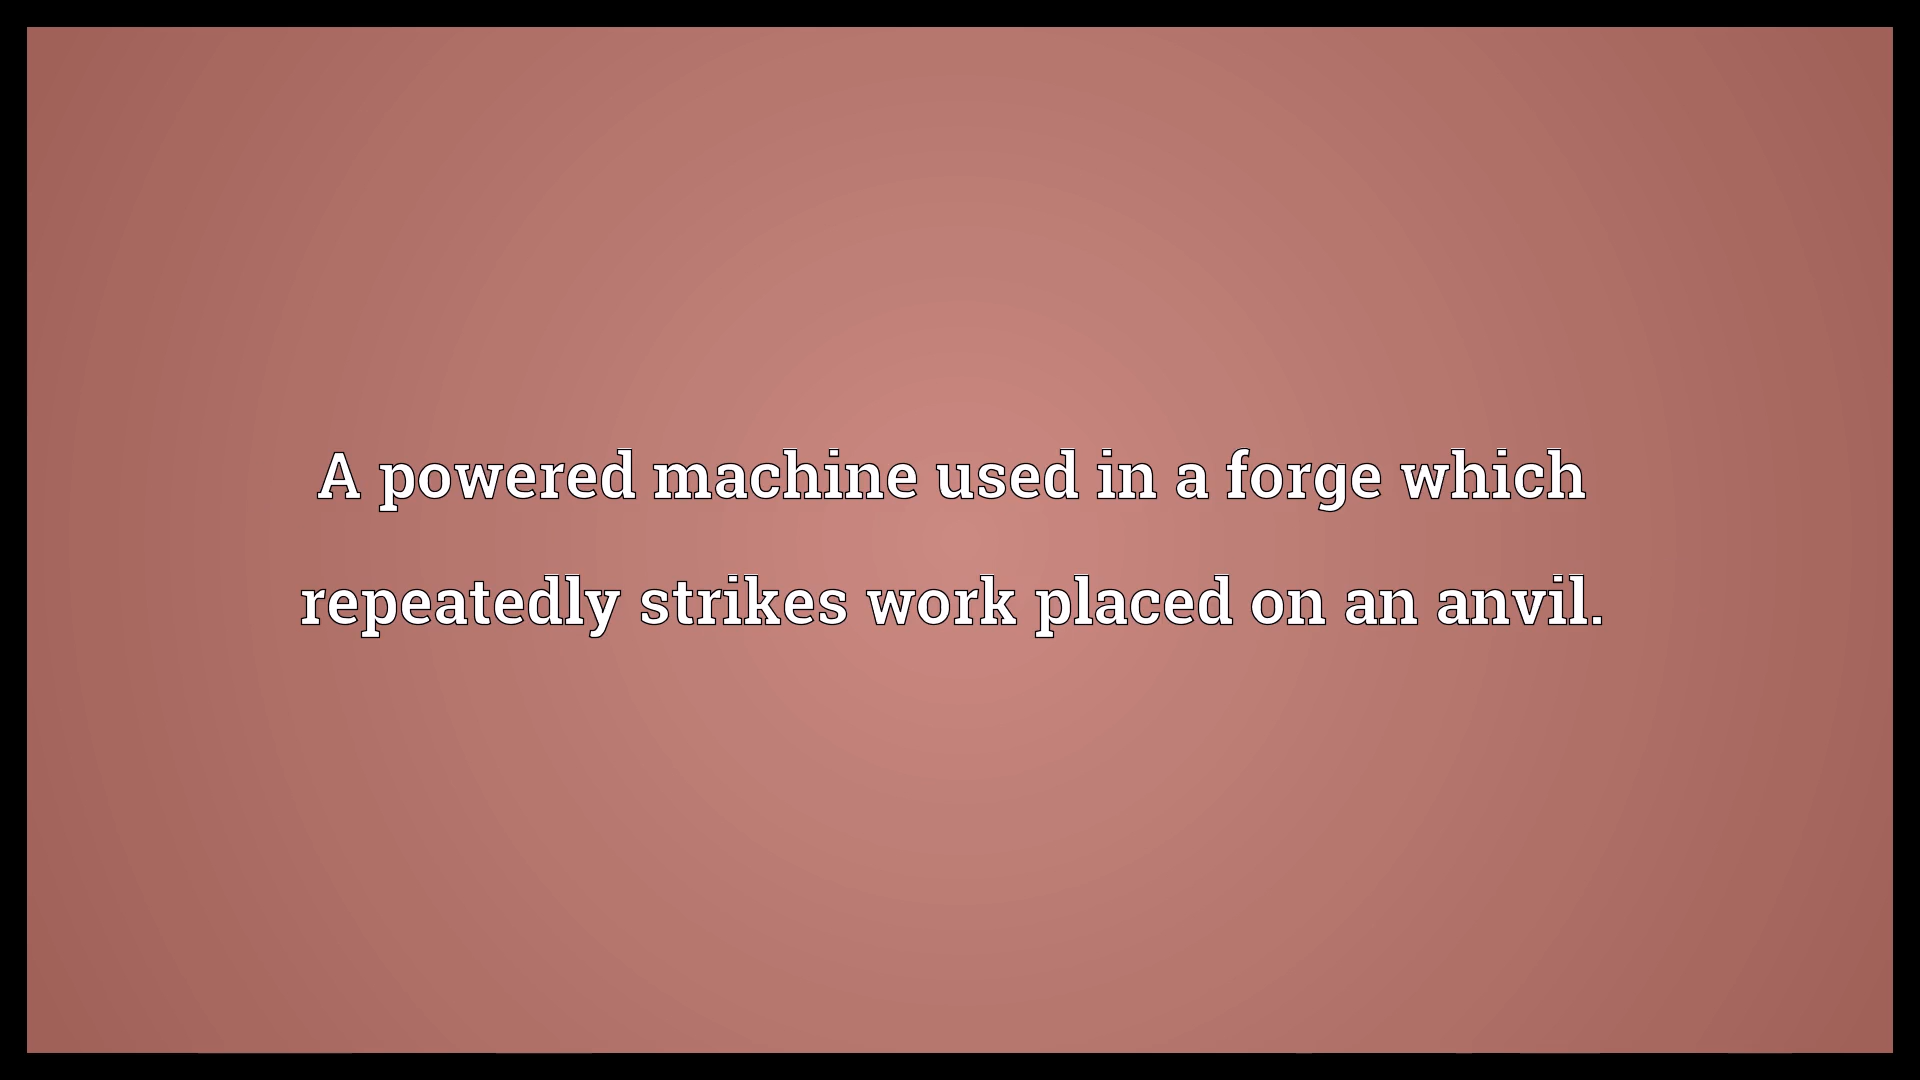 A powered machine used in a forge which
repeatedly strikes work placed on an anvil.